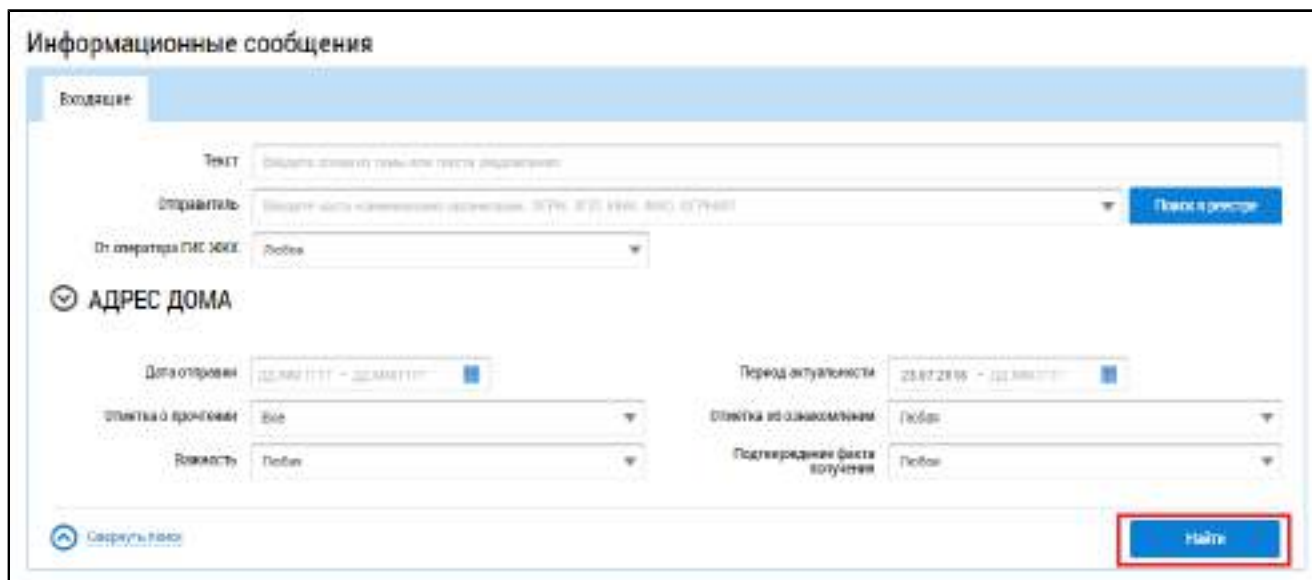 Информационные сообщения
Входящие
Текст
Отправитель Поиск в реестре
От оператора ГИС ЖКХ Любое
АДРЕС ДОМА
Дата отправки Период актуальности
Отметка о прочтении Все Отметка об ознакомлении Любая
Важность Любая Подтверждение факта получения Любое
Свернуть поиск Найти